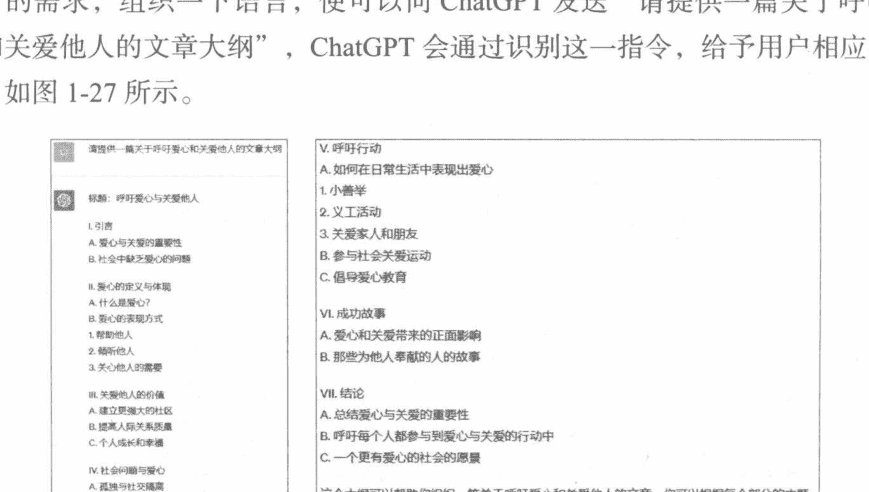 的需求，组织一下语言，便可以向 ChatGPT 发送“请提供一篇关于呼
关爱他人的文章大纲”，ChatGPT 会通过识别这一指令，给予用户相应
如图 1-27 所示。
请提供一篇关于呼吁爱心和关爱他人的文章大纲
标题：呼吁爱心与关爱他人
I. 引言
A. 爱心与关爱的重要性
B. 社会中缺乏爱心的问题
II. 爱心的定义与体现
A. 什么是爱心？
B. 爱心的表现方式
1. 帮助他人
2. 倾听他人
3. 关心他人的需要
III. 关爱他人的价值
A. 建立更强大的社区
B. 提高人际关系质量
C. 个人成长和幸福
IV. 社会问题与爱心
A. 孤独与社交隔离
V. 呼吁行动
A. 如何在日常生活中表现出爱心
1. 小善举
2. 义工活动
3. 关爱家人和朋友
B. 参与社会关爱运动
C. 倡导爱心教育
VI. 成功故事
A. 爱心和关爱带来的正面影响
B. 那些为他人奉献的人的故事
VII. 结论
A. 总结爱心与关爱的重要性
B. 呼吁每个人都参与到爱心与关爱的行动中
C. 一个更有爱心的社会的愿景